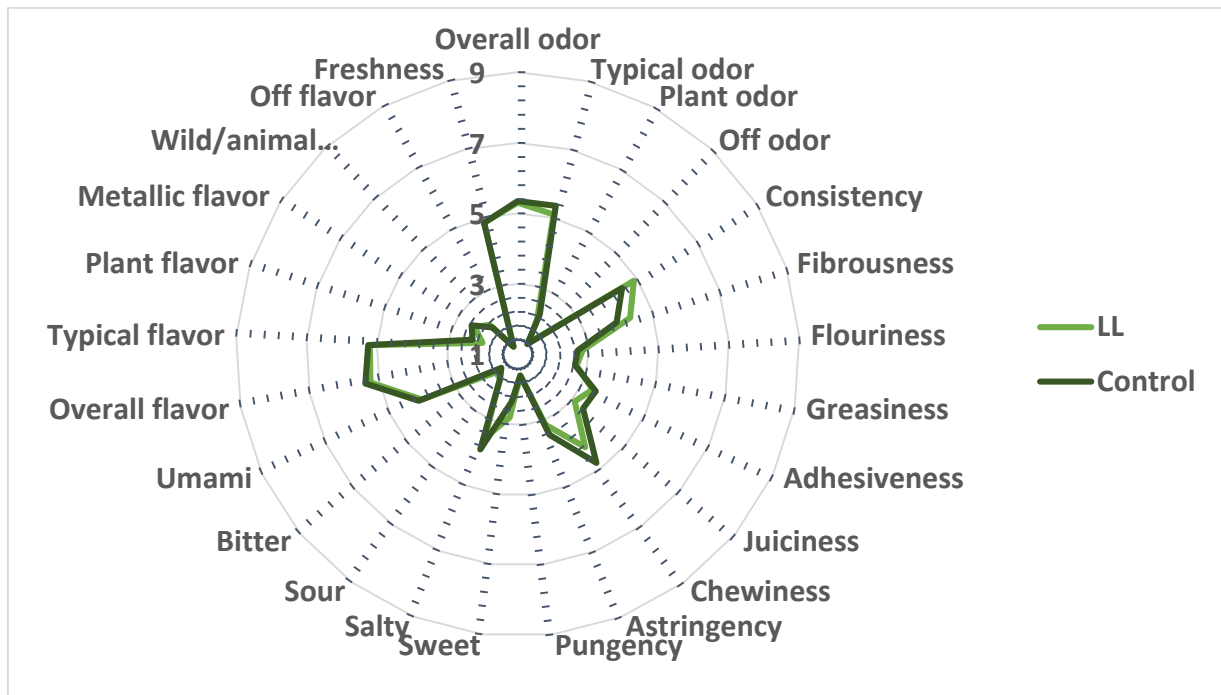 Overall odor
Typical odor
Plant odor
Off odor
Consistency
Fibrousness
Flouriness
Greasiness
Adhesiveness
Juiciness
Chewiness
Astringency
Pungency
Sweet
Salty
Sour
Bitter
Umami
Overall flavor
Typical flavor
Plant flavor
Metallic flavor
Wild/animal...
Off flavor
Freshness
9
7
5
3
1
LL
Control